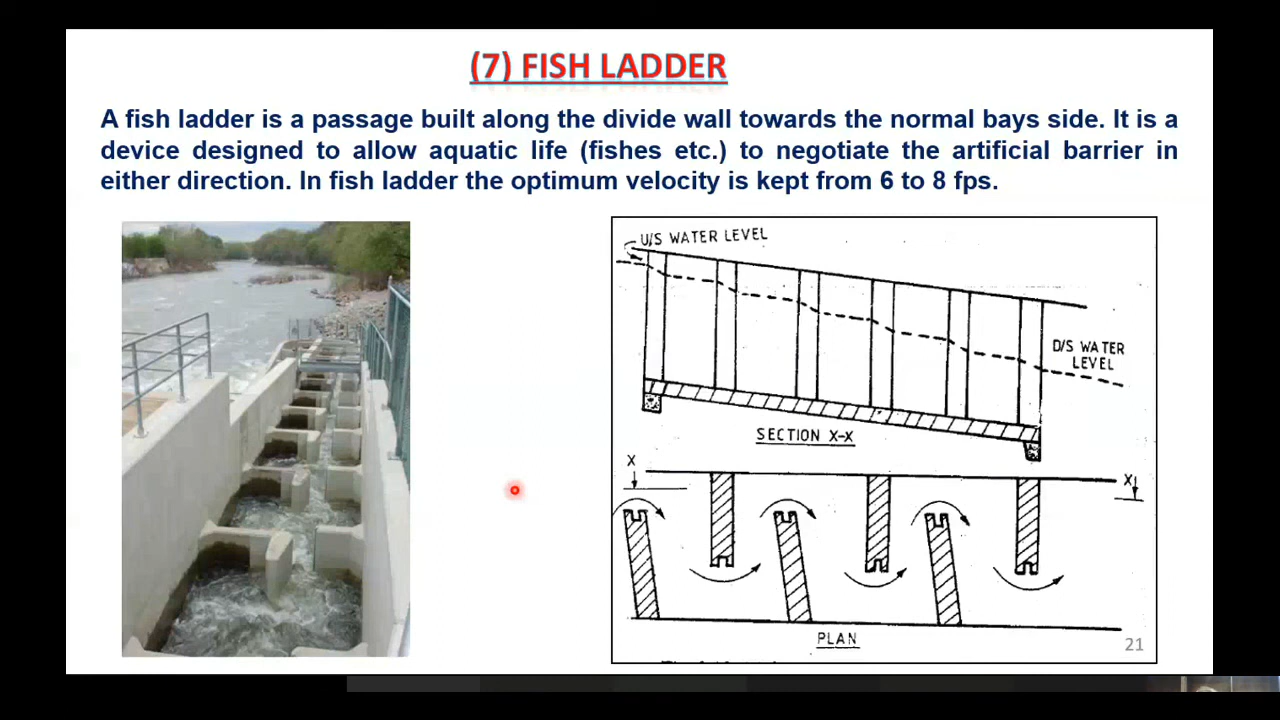 (7) FISH LADDER
A fish ladder is a passage built along the divide wall towards the normal bays side. It is a
device designed to allow aquatic life (fishes etc.) to negotiate the artificial barrier in
either direction. In fish ladder the optimum velocity is kept from 6 to 8 fps.
U/S WATER LEVEL
D/S WATER
LEVEL
SECTION X-X
X
X
PLAN
21